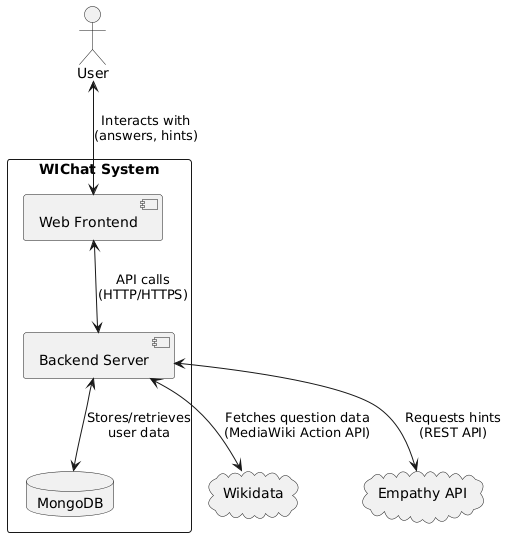 User
Interacts with
(answers, hints)
WIChat System
Web Frontend
API calls
(HTTP/HTTPS)
Backend Server
Stores/retrieves
user data
Fetches question data
(MediaWiki Action API)
Requests hints
(REST API)
MongoDB
Wikidata
Empathy API